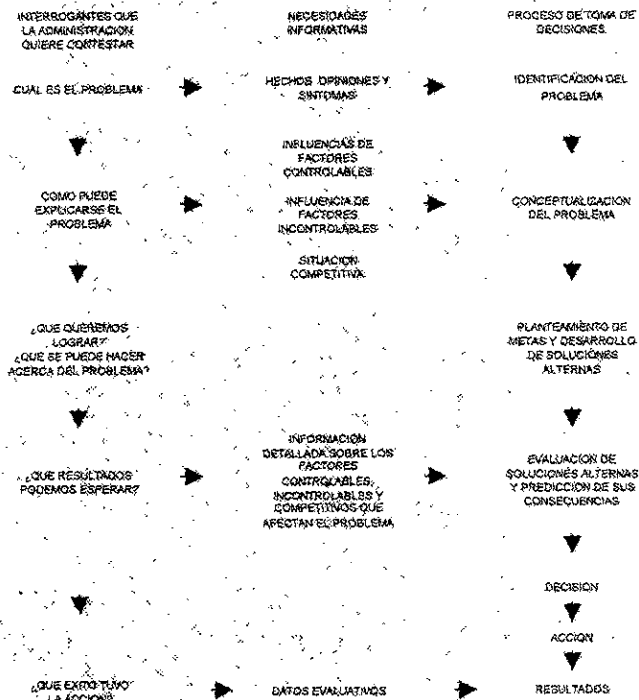 INTERROGANTES QUE
LA ADMINISTRACION
QUIERE CONTESTAR
NECESIDADES
INFORMATIVAS
PROCESO DE TOMA DE
DECISIONES.
CUAL ES EL PROBLEMA
HECHOS OPINIONES Y
SINTOMAS
IDENTIFICACION DEL
PROBLEMA
COMO PUEDE
EXPLICARSE EL
PROBLEMA
INFLUENCIAS DE
FACTORES
CONTROLABLES
INFLUENCIA DE
FACTORES
INCONTROLABLES
SITUACION
COMPETITIVA
CONCEPTUALIZACION
DEL PROBLEMA
¿QUE QUEREMOS
LOGRAR?
¿QUE SE PUEDE HACER
ACERCA DEL PROBLEMA?
PLANTEAMIENTO DE
METAS Y DESARROLLO
DE SOLUCIONES
ALTERNAS
¿QUE RESULTADOS
PODEMOS ESPERAR?
INFORMACION
DETALLADA SOBRE LOS
FACTORES
CONTROLABLES,
INCONTROLABLES Y
COMPETITIVOS QUE
AFECTAN EL PROBLEMA
EVALUACION DE
SOLUCIONES ALTERNAS
Y PREDICCION DE SUS
CONSECUENCIAS
DECISION
ACCION
¿QUE EXITO TUVO
LA ACCION?
DATOS EVALUATIVOS
RESULTADOS